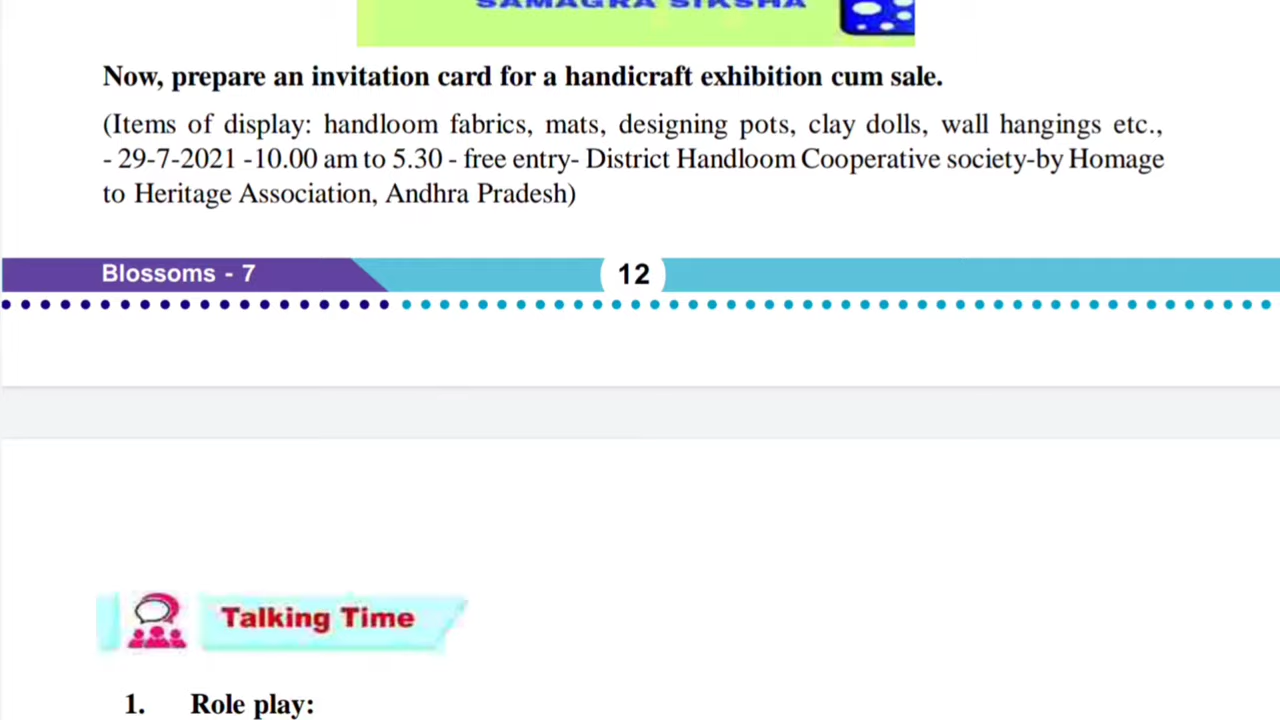 SAMAGRA SIKSHA
Now, prepare an invitation card for a handicraft exhibition cum sale.
(Items of display: handloom fabrics, mats, designing pots, clay dolls, wall hangings etc.,
- 29-7-2021 -10.00 am to 5.30 - free entry- District Handloom Cooperative society-by Homage
to Heritage Association, Andhra Pradesh)
Blossoms - 7
12
Talking Time
1. Role play: